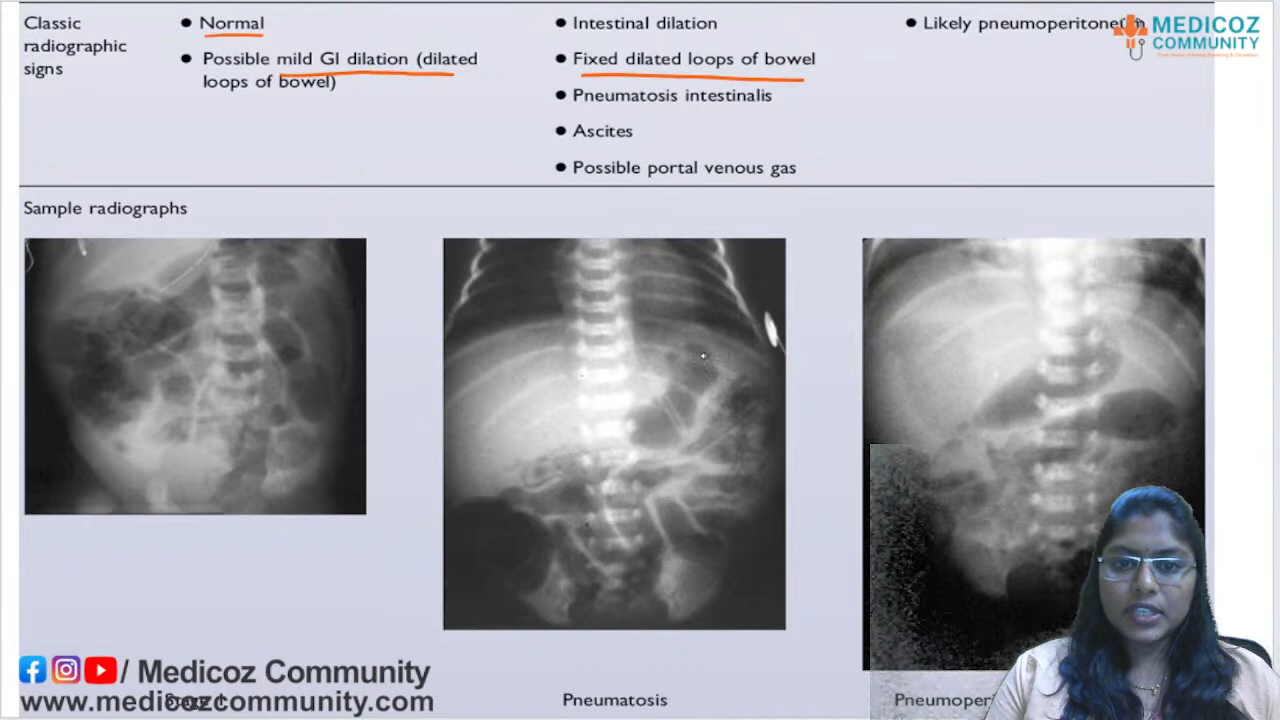 Classic
radiographic
signs
● Normal
● Possible mild GI dilation (dilated
loops of bowel)
● Intestinal dilation
● Fixed dilated loops of bowel
● Pneumatosis intestinalis
● Ascites
● Possible portal venous gas
● Likely pneumoperitoneum
MEDICOZ
COMMUNITY
Sample radiographs
/ Medicoz Community
www.medicozcommunity.com
Pneumatosis